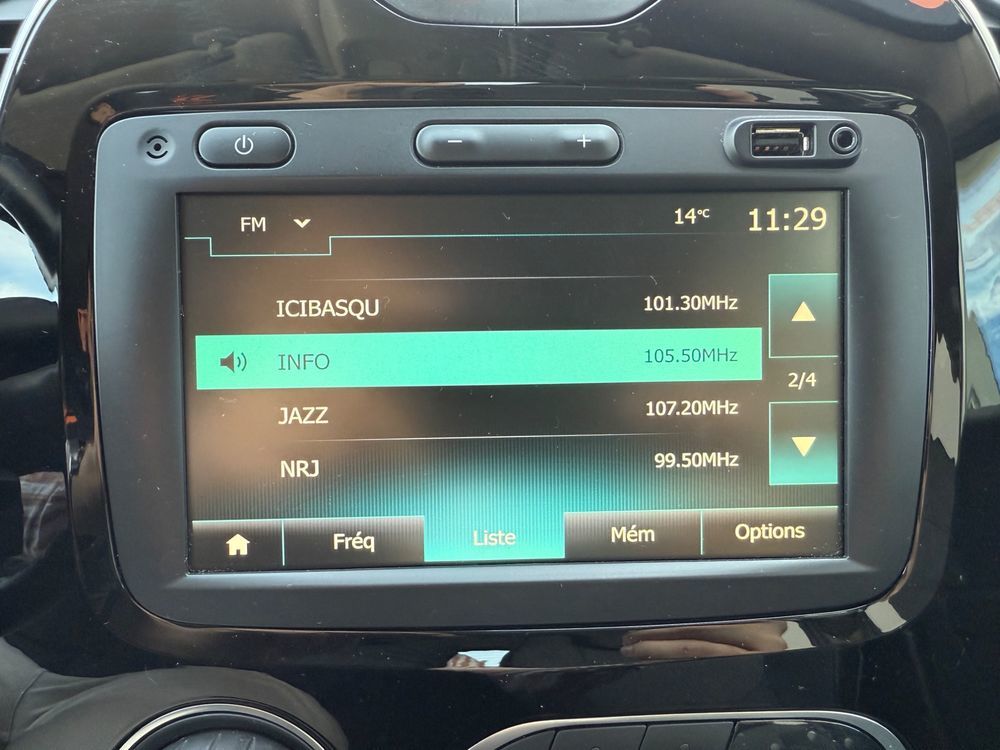 − +
FM 14°C 11:29
ICIBASQU 101.30MHz
INFO 105.50MHz
2/4
JAZZ 107.20MHz
NRJ 99.50MHz
Fréq Liste Mém Options